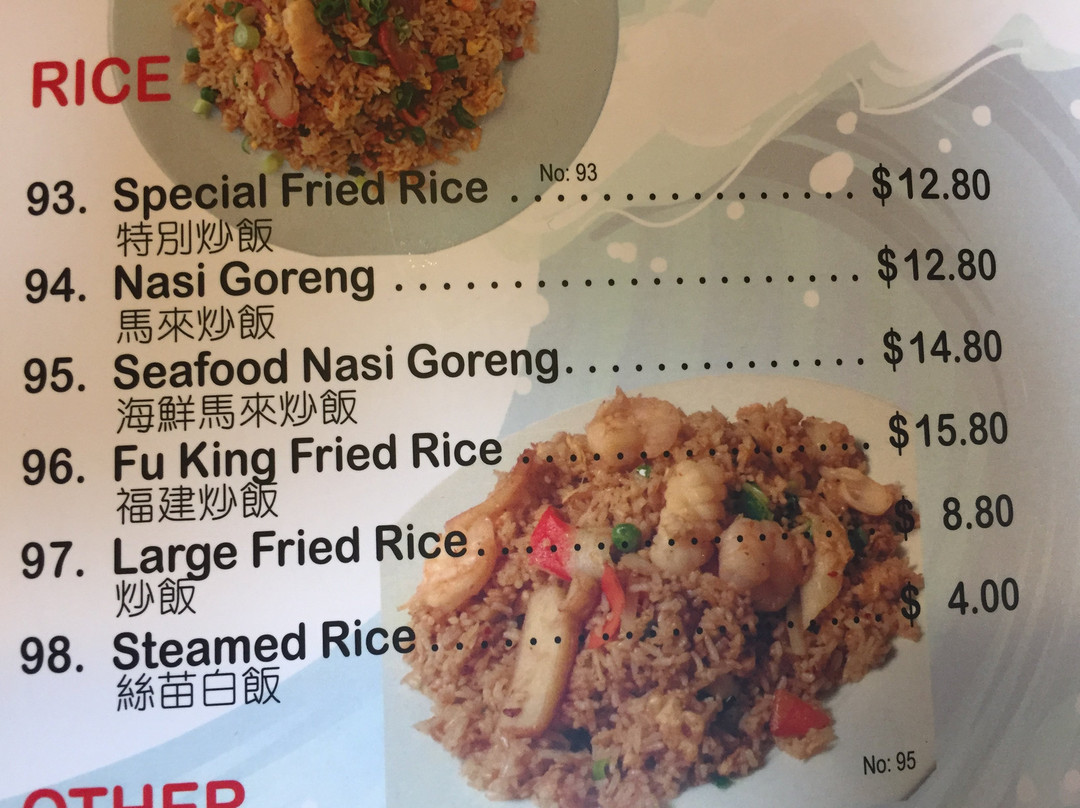 RICE
No: 93
93. Special Fried Rice ................ $12.80
特別炒飯
94. Nasi Goreng ..................... $12.80
馬來炒飯
95. Seafood Nasi Goreng.............. $14.80
海鮮馬來炒飯
96. Fu King Fried Rice ................ $15.80
福建炒飯
97. Large Fried Rice.................. $ 8.80
炒飯
98. Steamed Rice..................... $ 4.00
絲苗白飯
No: 95
OTHER